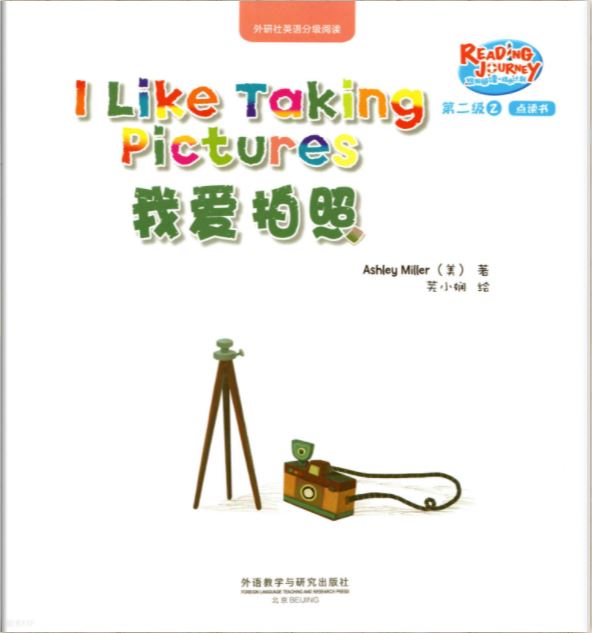 外研社英语分级阅读
READING
JOURNEY
I Like Taking
Pictures
第二级2 点读书
我爱拍照
Ashley Miller（美） 著
芙小娴 绘
外语教学与研究出版社
FOREIGN LANGUAGE TEACHING AND RESEARCH PRESS
北京 BEIJING